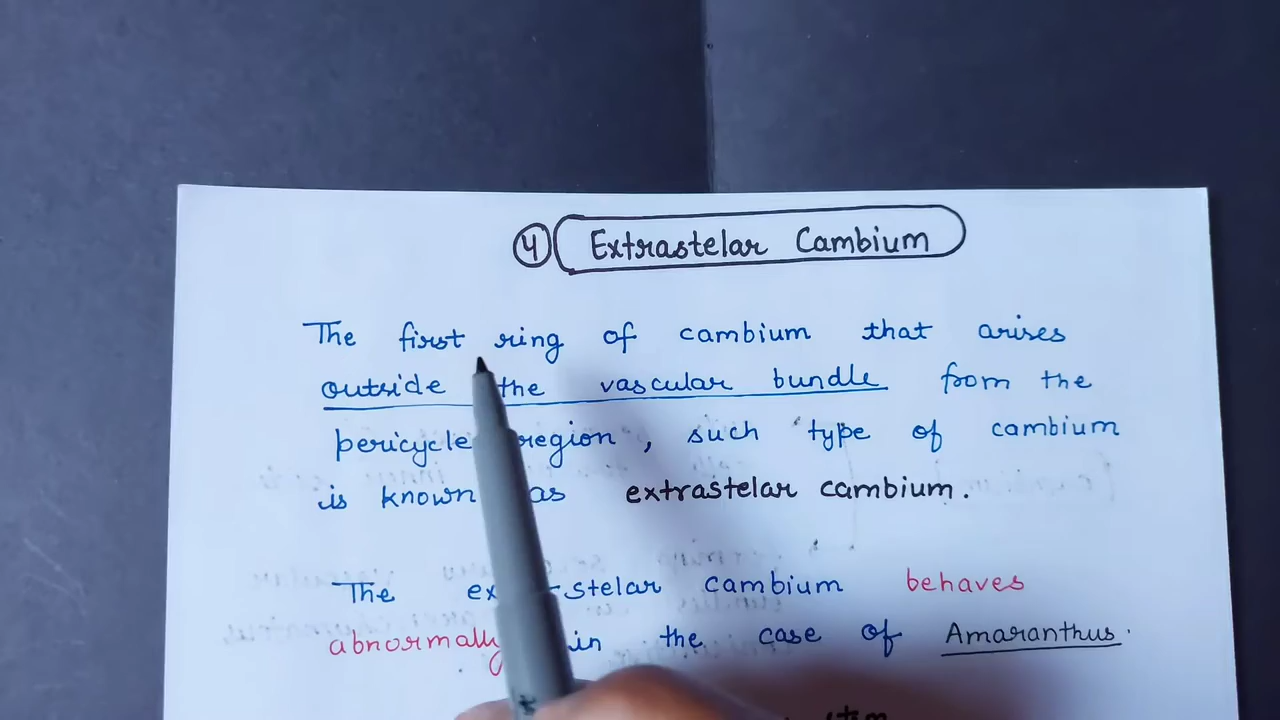 4 Extrastelar Cambium
The first ring of cambium that arises
outside the vascular bundle from the
pericycle region, such type of cambium
is known as extrastelar cambium.
The stelar cambium behaves
abnormally in the case of Amaranthus.